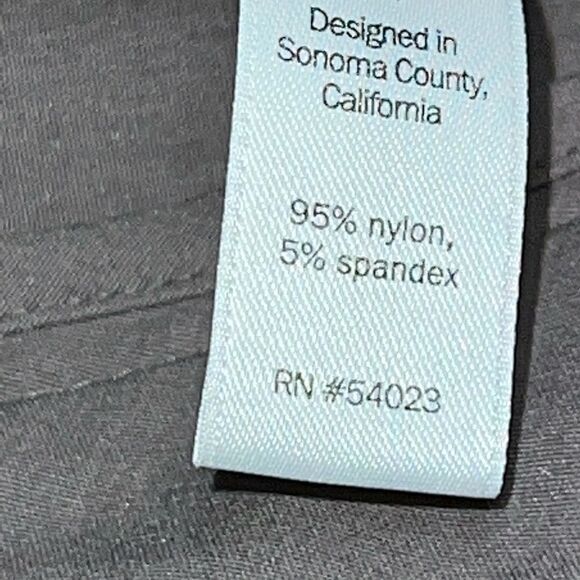 Designed in
Sonoma County,
California
95% nylon,
5% spandex
RN #54023